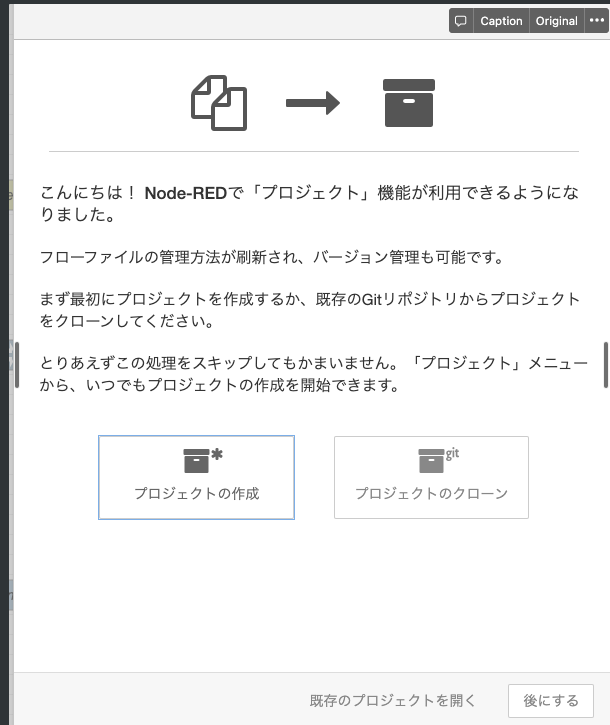 Caption Original •••
こんにちは！ Node-REDで「プロジェクト」機能が利用できるようにな
りました。
フローファイルの管理方法が刷新され、バージョン管理も可能です。
まず最初にプロジェクトを作成するか、既存のGitリポジトリからプロジェクト
をクローンしてください。
とりあえずこの処理をスキップしてもかまいません。「プロジェクト」メニュー
から、いつでもプロジェクトの作成を開始できます。
git
プロジェクトの作成 プロジェクトのクローン
既存のプロジェクトを開く 後にする